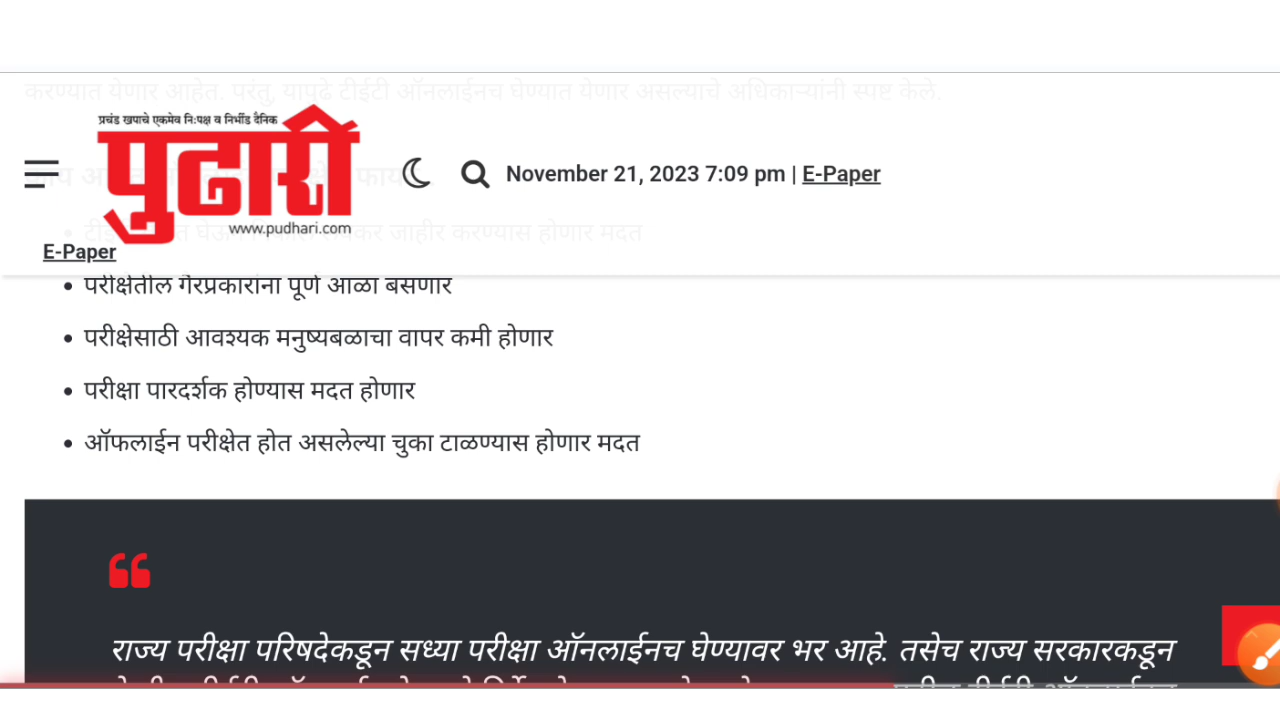 करण्यात येणार आहेत. परंतु, यापुढे टीईटी ऑनलाईनच घेण्यात येणार असल्याचे अधिकाऱ्यांनी स्पष्ट केले.
प्रचंड खपाचे एकमेव नि:पक्ष व निर्भीड दैनिक
पुढारी
www.pudhari.com
November 21, 2023 7:09 pm | E-Paper
जाहीर करण्यास होणार मदत
E-Paper
परीक्षेतील गैरप्रकारांना पूर्ण आळा बसणार
परीक्षेसाठी आवश्यक मनुष्यबळाचा वापर कमी होणार
परीक्षा पारदर्शक होण्यास मदत होणार
ऑफलाईन परीक्षेत होत असलेल्या चुका टाळण्यास होणार मदत
राज्य परीक्षा परिषदेकडून सध्या परीक्षा ऑनलाईनच घेण्यावर भर आहे. तसेच राज्य सरकारकडून